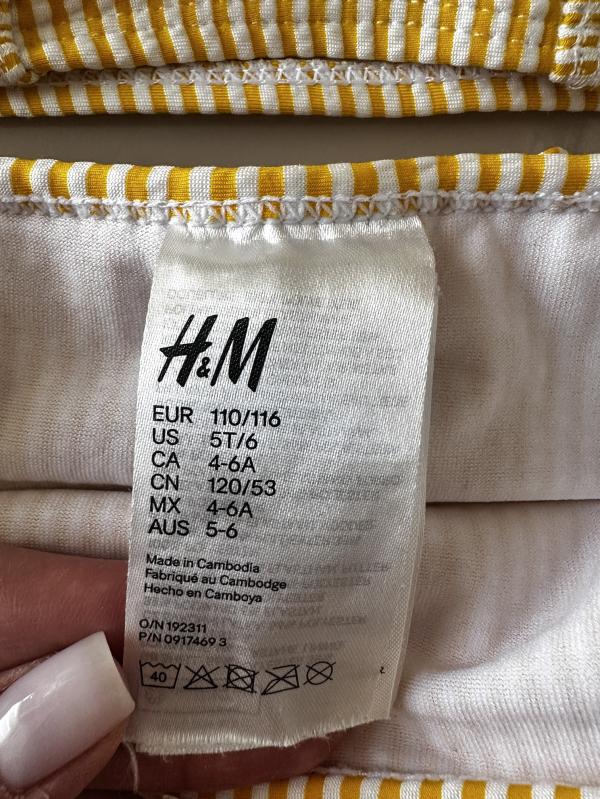 H&M
EUR 110/116
US 5T/6
CA 4-6A
CN 120/53
MX 4-6A
AUS 5-6
Made in Cambodia
Fabriqué au Cambodge
Hecho en Camboya
O/N 192311
P/N 0917469 3
40